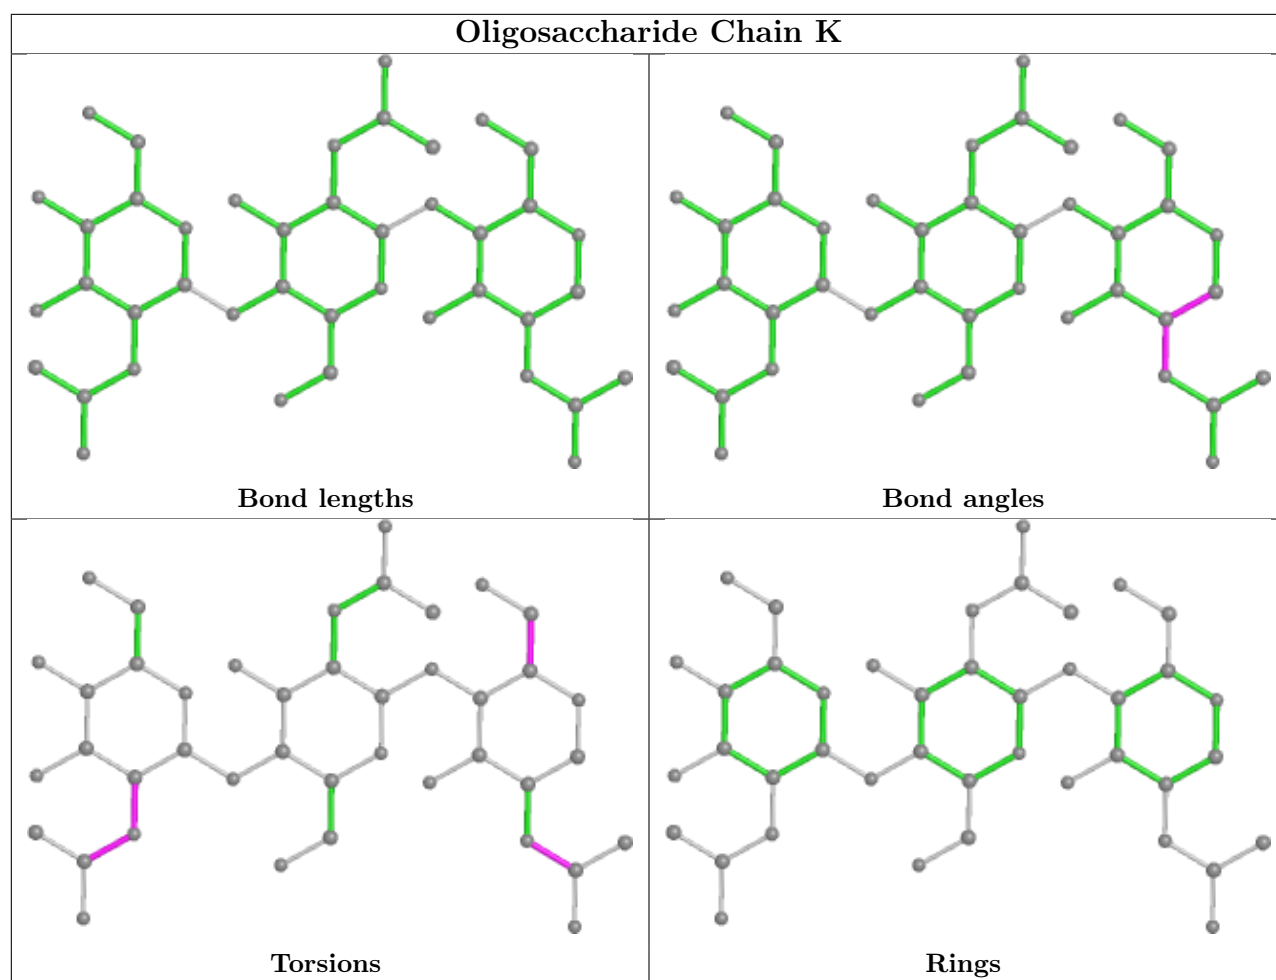 Oligosaccharide Chain K
Bond lengths
Bond angles
Torsions
Rings